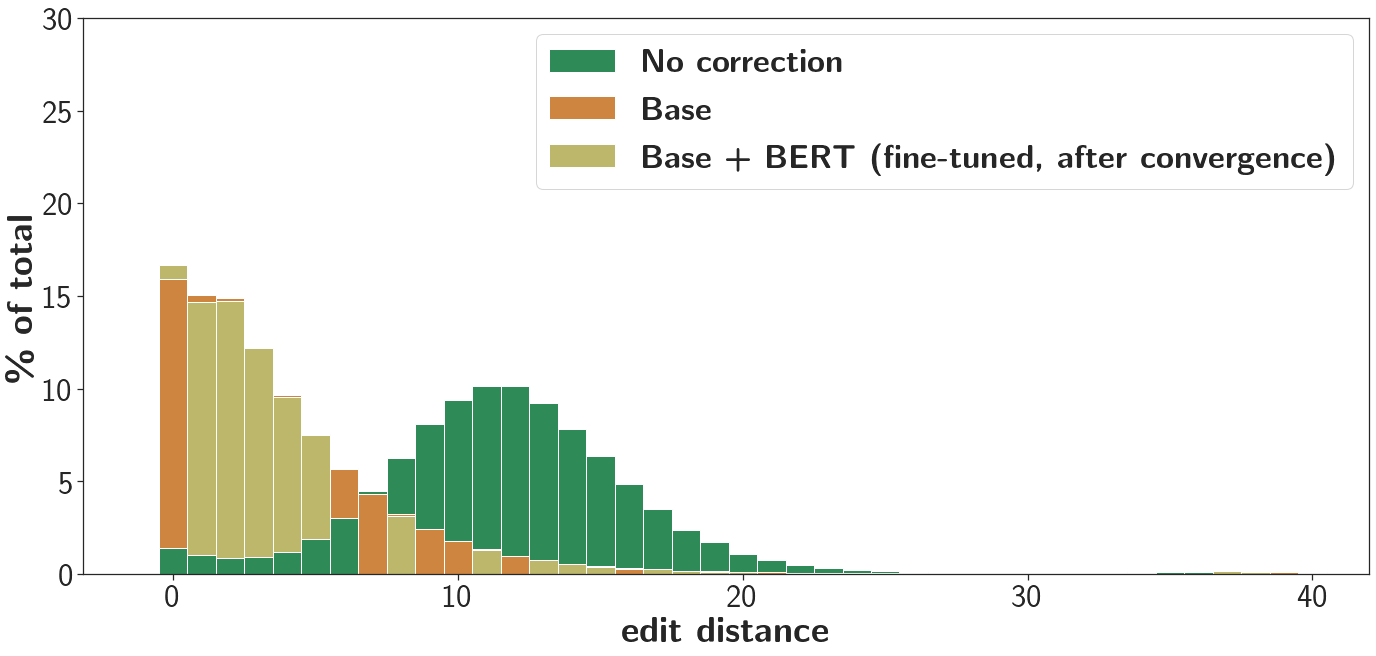 30
25
20
15
10
5
0
% of total
No correction
Base
Base + BERT (fine-tuned, after convergence)
0 10 20 30 40
edit distance